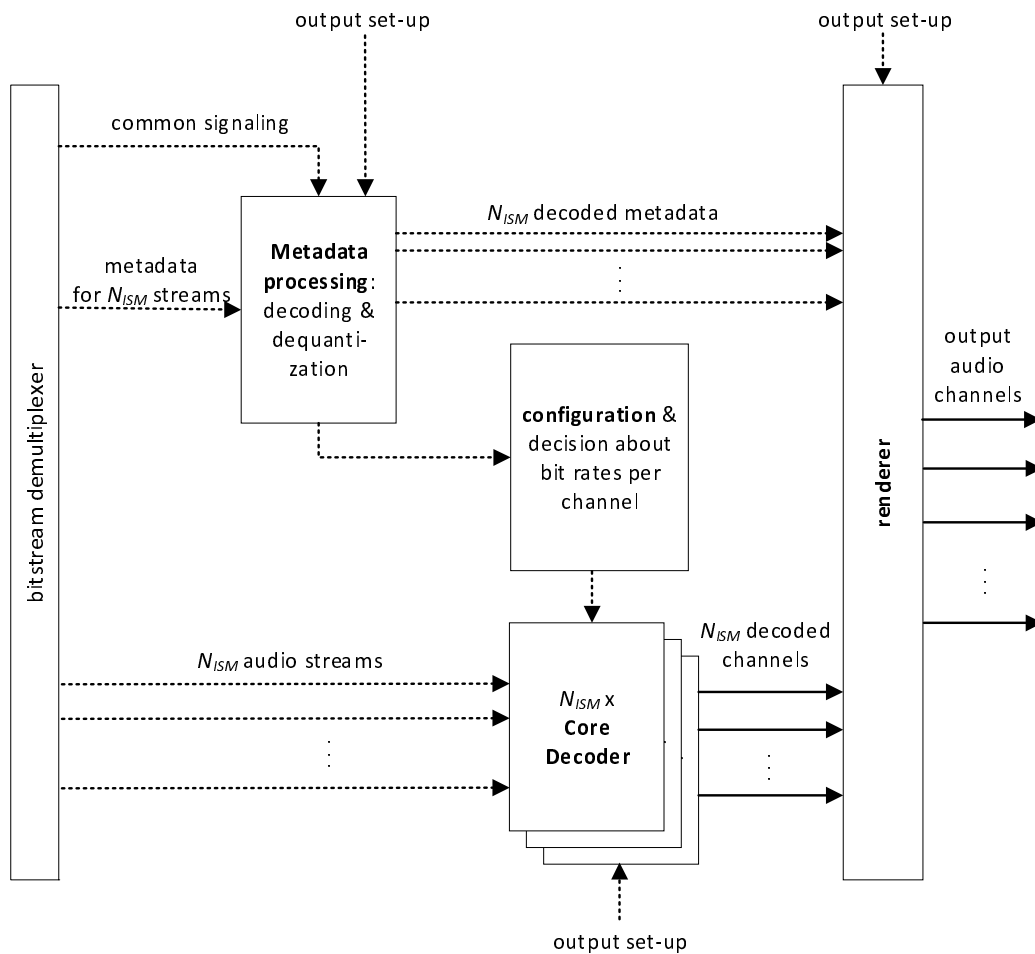 output set-up
output set-up
common signaling
N_ISM decoded metadata
Metadata
processing:
decoding &
dequanti-
zation
metadata
for N_ISM streams
output
audio
channels
configuration &
decision about
bit rates per
channel
bitstream demultiplexer
renderer
N_ISM audio streams
N_ISM decoded
channels
N_ISM x
Core
Decoder
output set-up